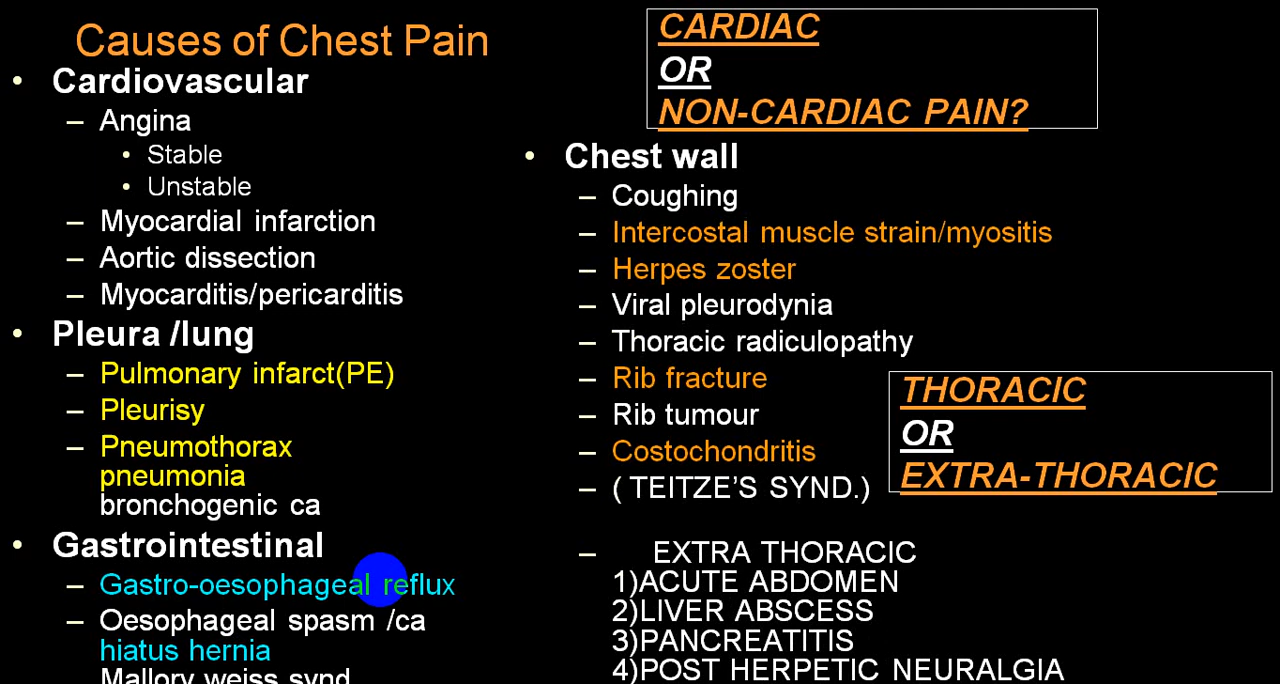 Causes of Chest Pain
• Cardiovascular
– Angina
• Stable
• Unstable
– Myocardial infarction
– Aortic dissection
– Myocarditis/pericarditis
• Pleura /lung
– Pulmonary infarct(PE)
– Pleurisy
– Pneumothorax
pneumonia
bronchogenic ca
• Gastrointestinal
– Gastro-oesophageal reflux
– Oesophageal spasm /ca
hiatus hernia
Mallory weiss synd
CARDIAC
OR
NON-CARDIAC PAIN?
• Chest wall
– Coughing
– Intercostal muscle strain/myositis
– Herpes zoster
– Viral pleurodynia
– Thoracic radiculopathy
– Rib fracture
– Rib tumour
– Costochondritis
– ( TEITZE'S SYND.)
THORACIC
OR
EXTRA-THORACIC
– EXTRA THORACIC
1)ACUTE ABDOMEN
2)LIVER ABSCESS
3)PANCREATITIS
4)POST HERPETIC NEURALGIA